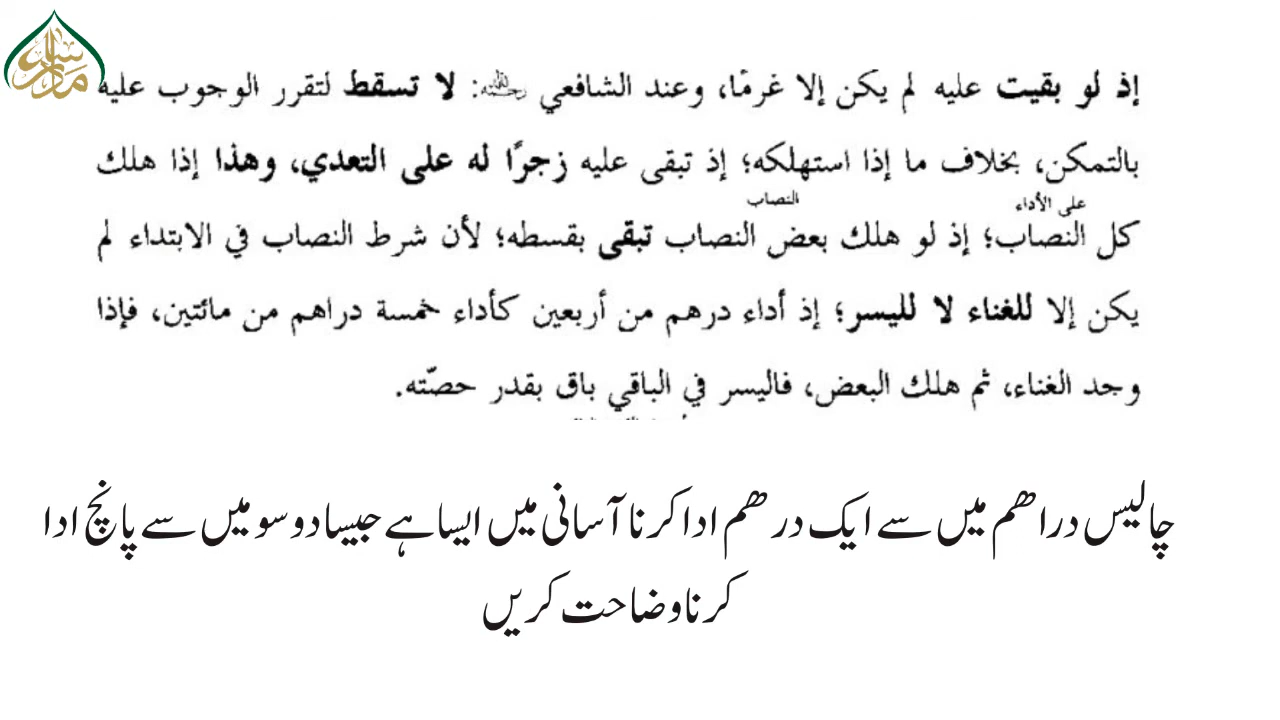 مدارس
إذ لو بقيت عليه لم يكن إلا غرمًا، وعند الشافعي رحمه الله: لا تسقط لتقرر الوجوب عليه
بالتمكن، بخلاف ما إذا استهلكه؛ إذ تبقى عليه زجرًا له على التعدي، وهذا إذا هلك
على الأداء النصاب
كل النصاب؛ إذ لو هلك بعض النصاب تبقى بقسطه؛ لأن شرط النصاب في الابتداء لم
يكن إلا للغناء لا لليسر؛ إذ أداء درهم من أربعين كأداء خمسة دراهم من مائتين، فإذا
وجد الغناء، ثم هلك البعض، فاليسر في الباقي باق بقدر حصّته.
چالیس دراھم میں سے ایک درھم ادا کرنا آسانی میں ایسا ہے جیسا دو سو میں سے پانچ ادا
کرنا وضاحت کریں